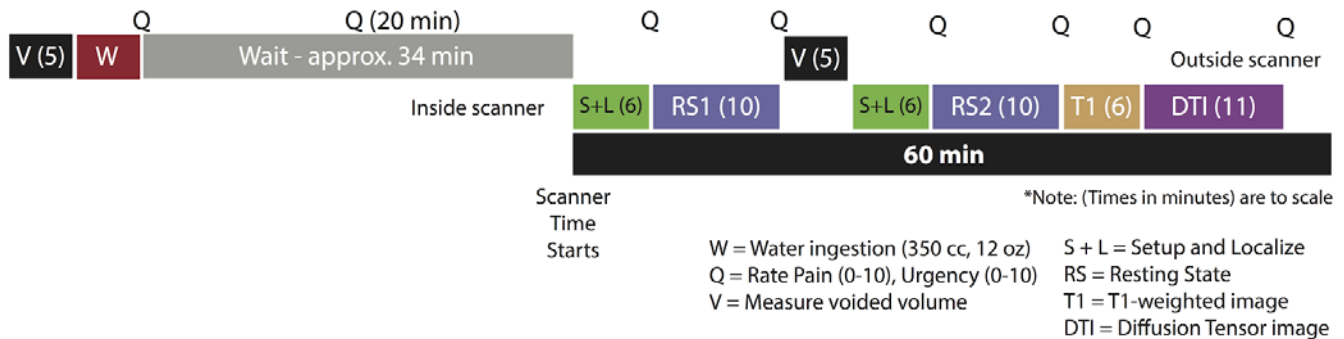 Q Q (20 min) Q Q Q Q Q Q
V (5) W Wait - approx. 34 min V (5) Outside scanner
Inside scanner S+L (6) RS1 (10) S+L (6) RS2 (10) T1 (6) DTI (11)
60 min
*Note: (Times in minutes) are to scale
Scanner
Time
Starts
W = Water ingestion (350 cc, 12 oz)
Q = Rate Pain (0-10), Urgency (0-10)
V = Measure voided volume
S + L = Setup and Localize
RS = Resting State
T1 = T1-weighted image
DTI = Diffusion Tensor image